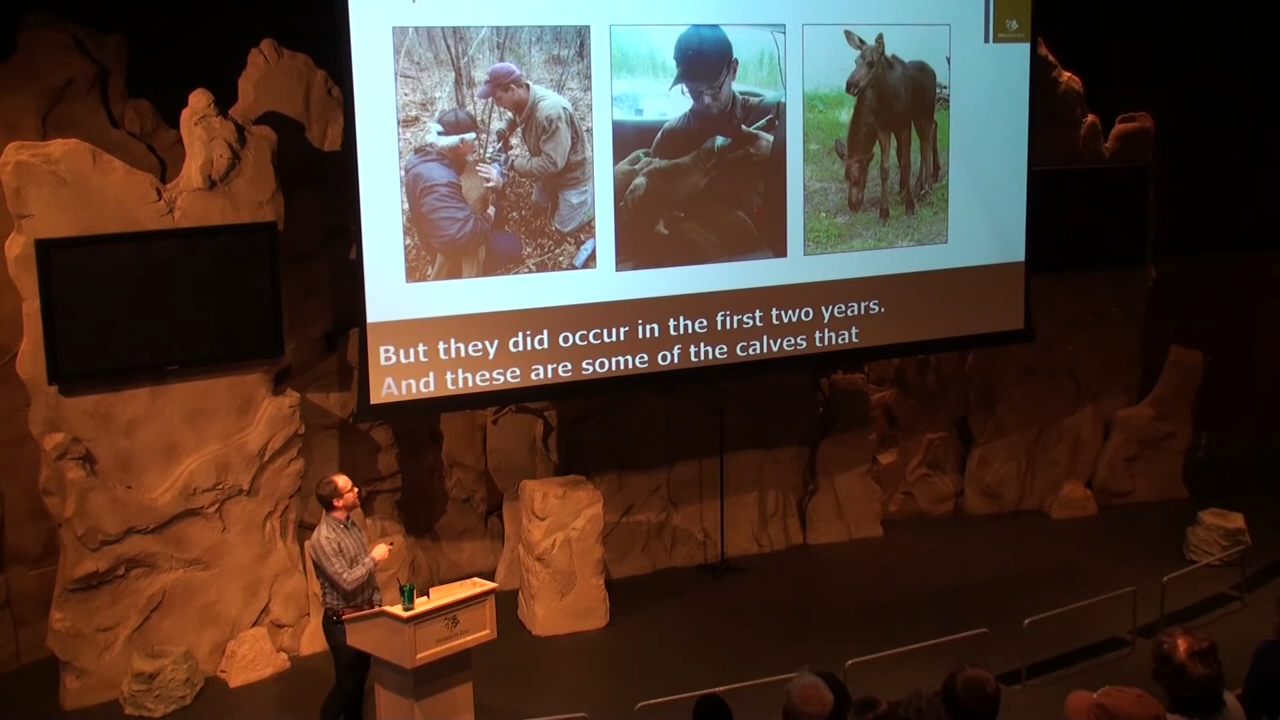 But they did occur in the first two years.
And these are some of the calves that